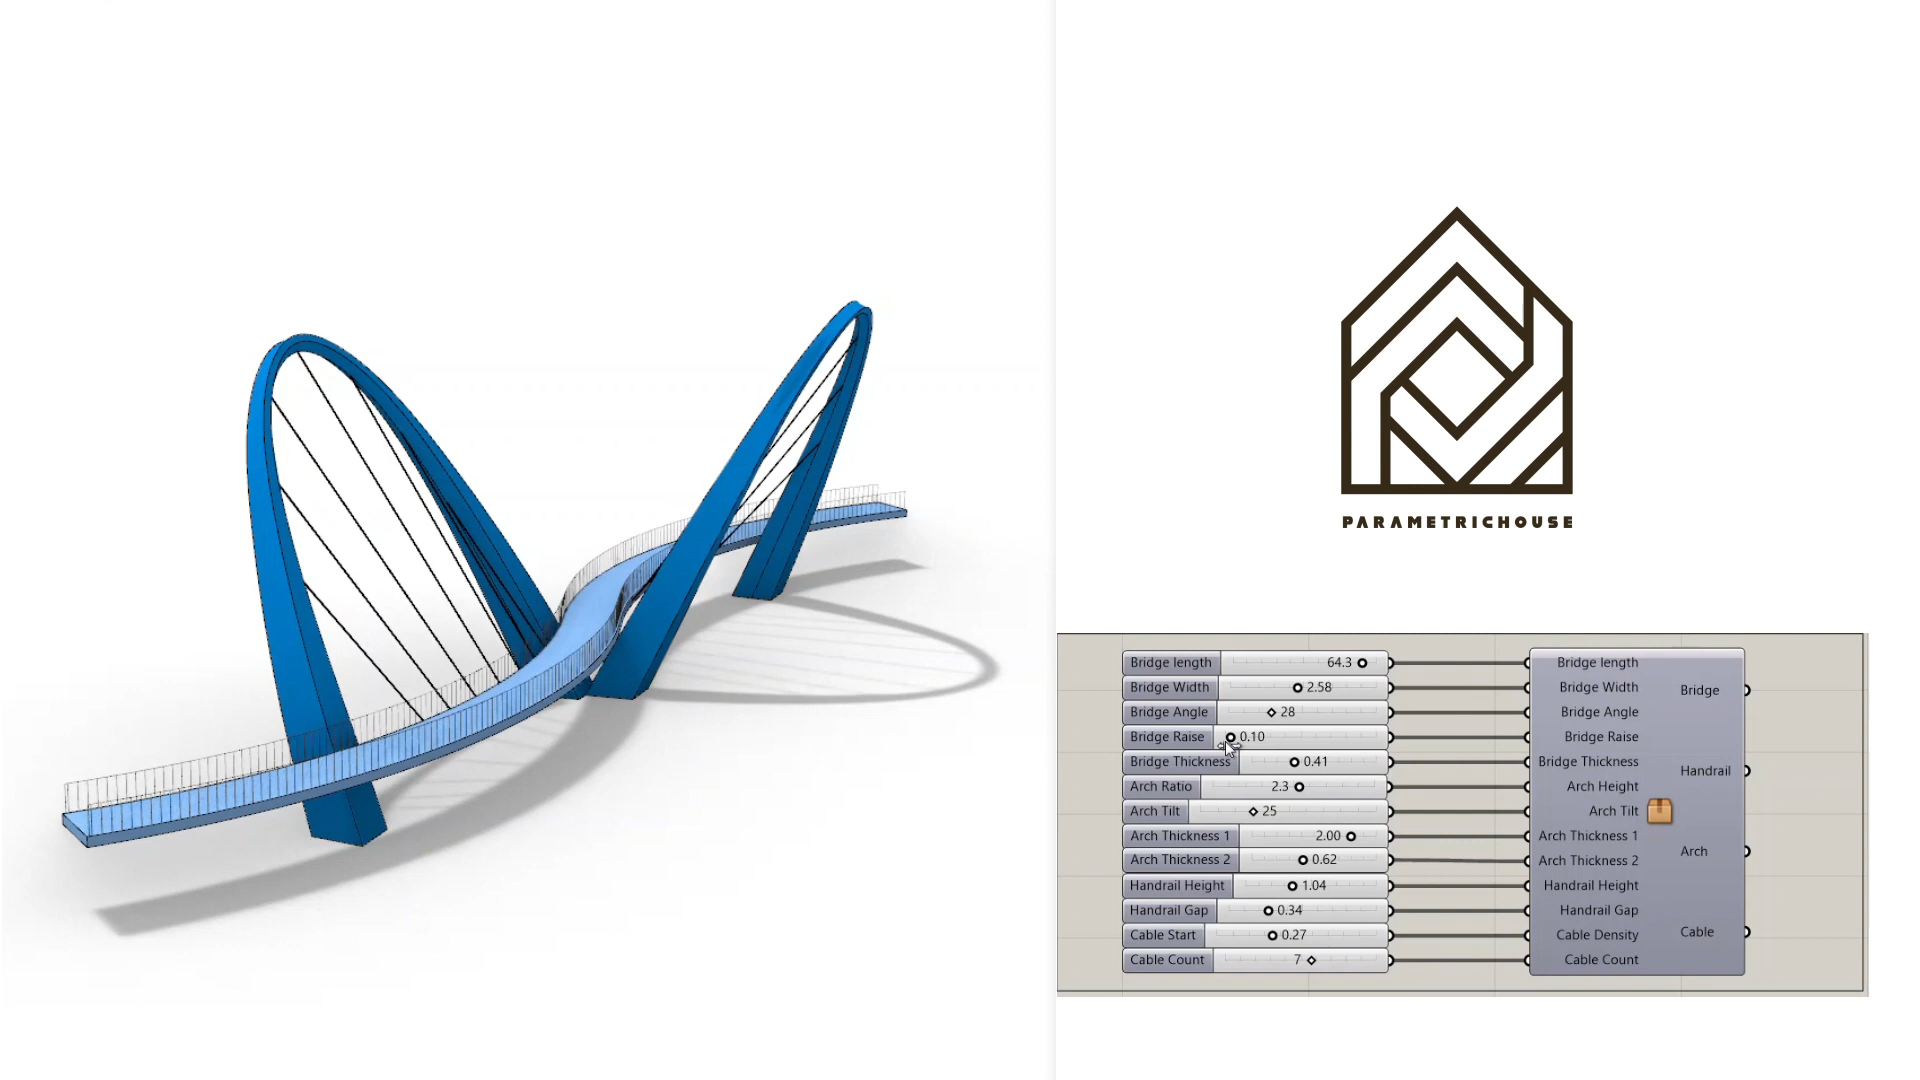 PARAMETRICHOUSE
Bridge length 64.3
Bridge Width 2.58
Bridge Angle 28
Bridge Raise 0.10
Bridge Thickness 0.41
Arch Ratio 2.3
Arch Tilt 25
Arch Thickness 1 2.00
Arch Thickness 2 0.62
Handrail Height 1.04
Handrail Gap 0.34
Cable Start 0.27
Cable Count 7
Bridge length
Bridge Width
Bridge Angle
Bridge Raise
Bridge Thickness
Arch Height
Arch Tilt
Arch Thickness 1
Arch Thickness 2
Handrail Height
Handrail Gap
Cable Density
Cable Count
Bridge
Handrail
Arch
Cable